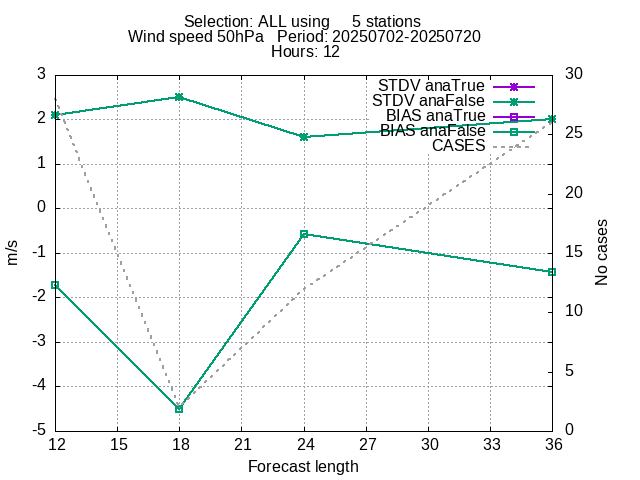 Selection: ALL using     5 stations
Wind speed 50hPa   Period: 20250702-20250720
Hours: 12
3 30
STDV anaTrue
STDV anaFalse
BIAS anaTrue
BIAS anaFalse
CASES
2 25
1 20
0
-1 15
-2 10
-3
-4 5
-5 0
m/s
No cases
12 15 18 21 24 27 30 33 36
Forecast length